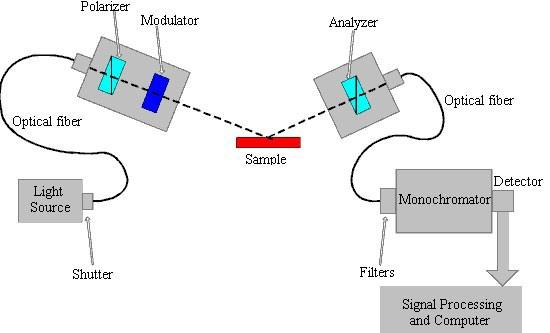 Polarizer
Modulator
Analyzer
Optical fiber
Optical fiber
Sample
Light
Source
Monochromator
Detector
Shutter
Filters
Signal Processing
and Computer